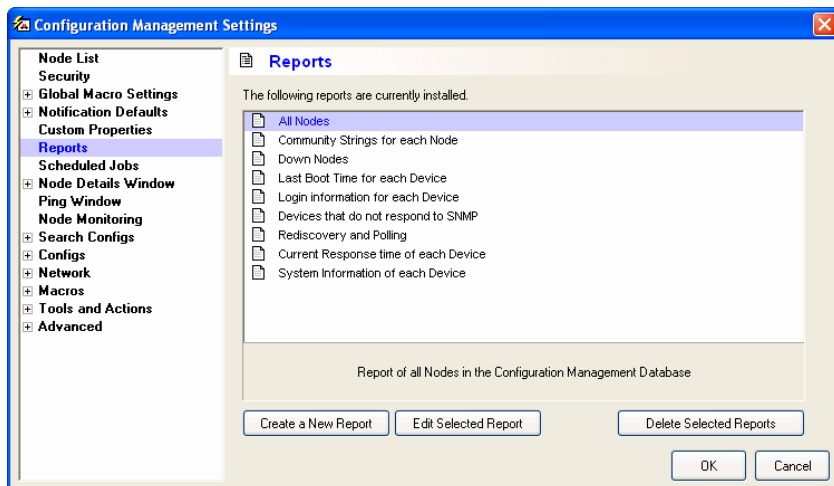 Configuration Management Settings
Node List
Security
Global Macro Settings
Notification Defaults
Custom Properties
Reports
Scheduled Jobs
Node Details Window
Ping Window
Node Monitoring
Search Configs
Configs
Network
Macros
Tools and Actions
Advanced
Reports
The following reports are currently installed.
All Nodes
Community Strings for each Node
Down Nodes
Last Boot Time for each Device
Login information for each Device
Devices that do not respond to SNMP
Rediscovery and Polling
Current Response time of each Device
System Information of each Device
Report of all Nodes in the Configuration Management Database
Create a New Report
Edit Selected Report
Delete Selected Reports
OK
Cancel